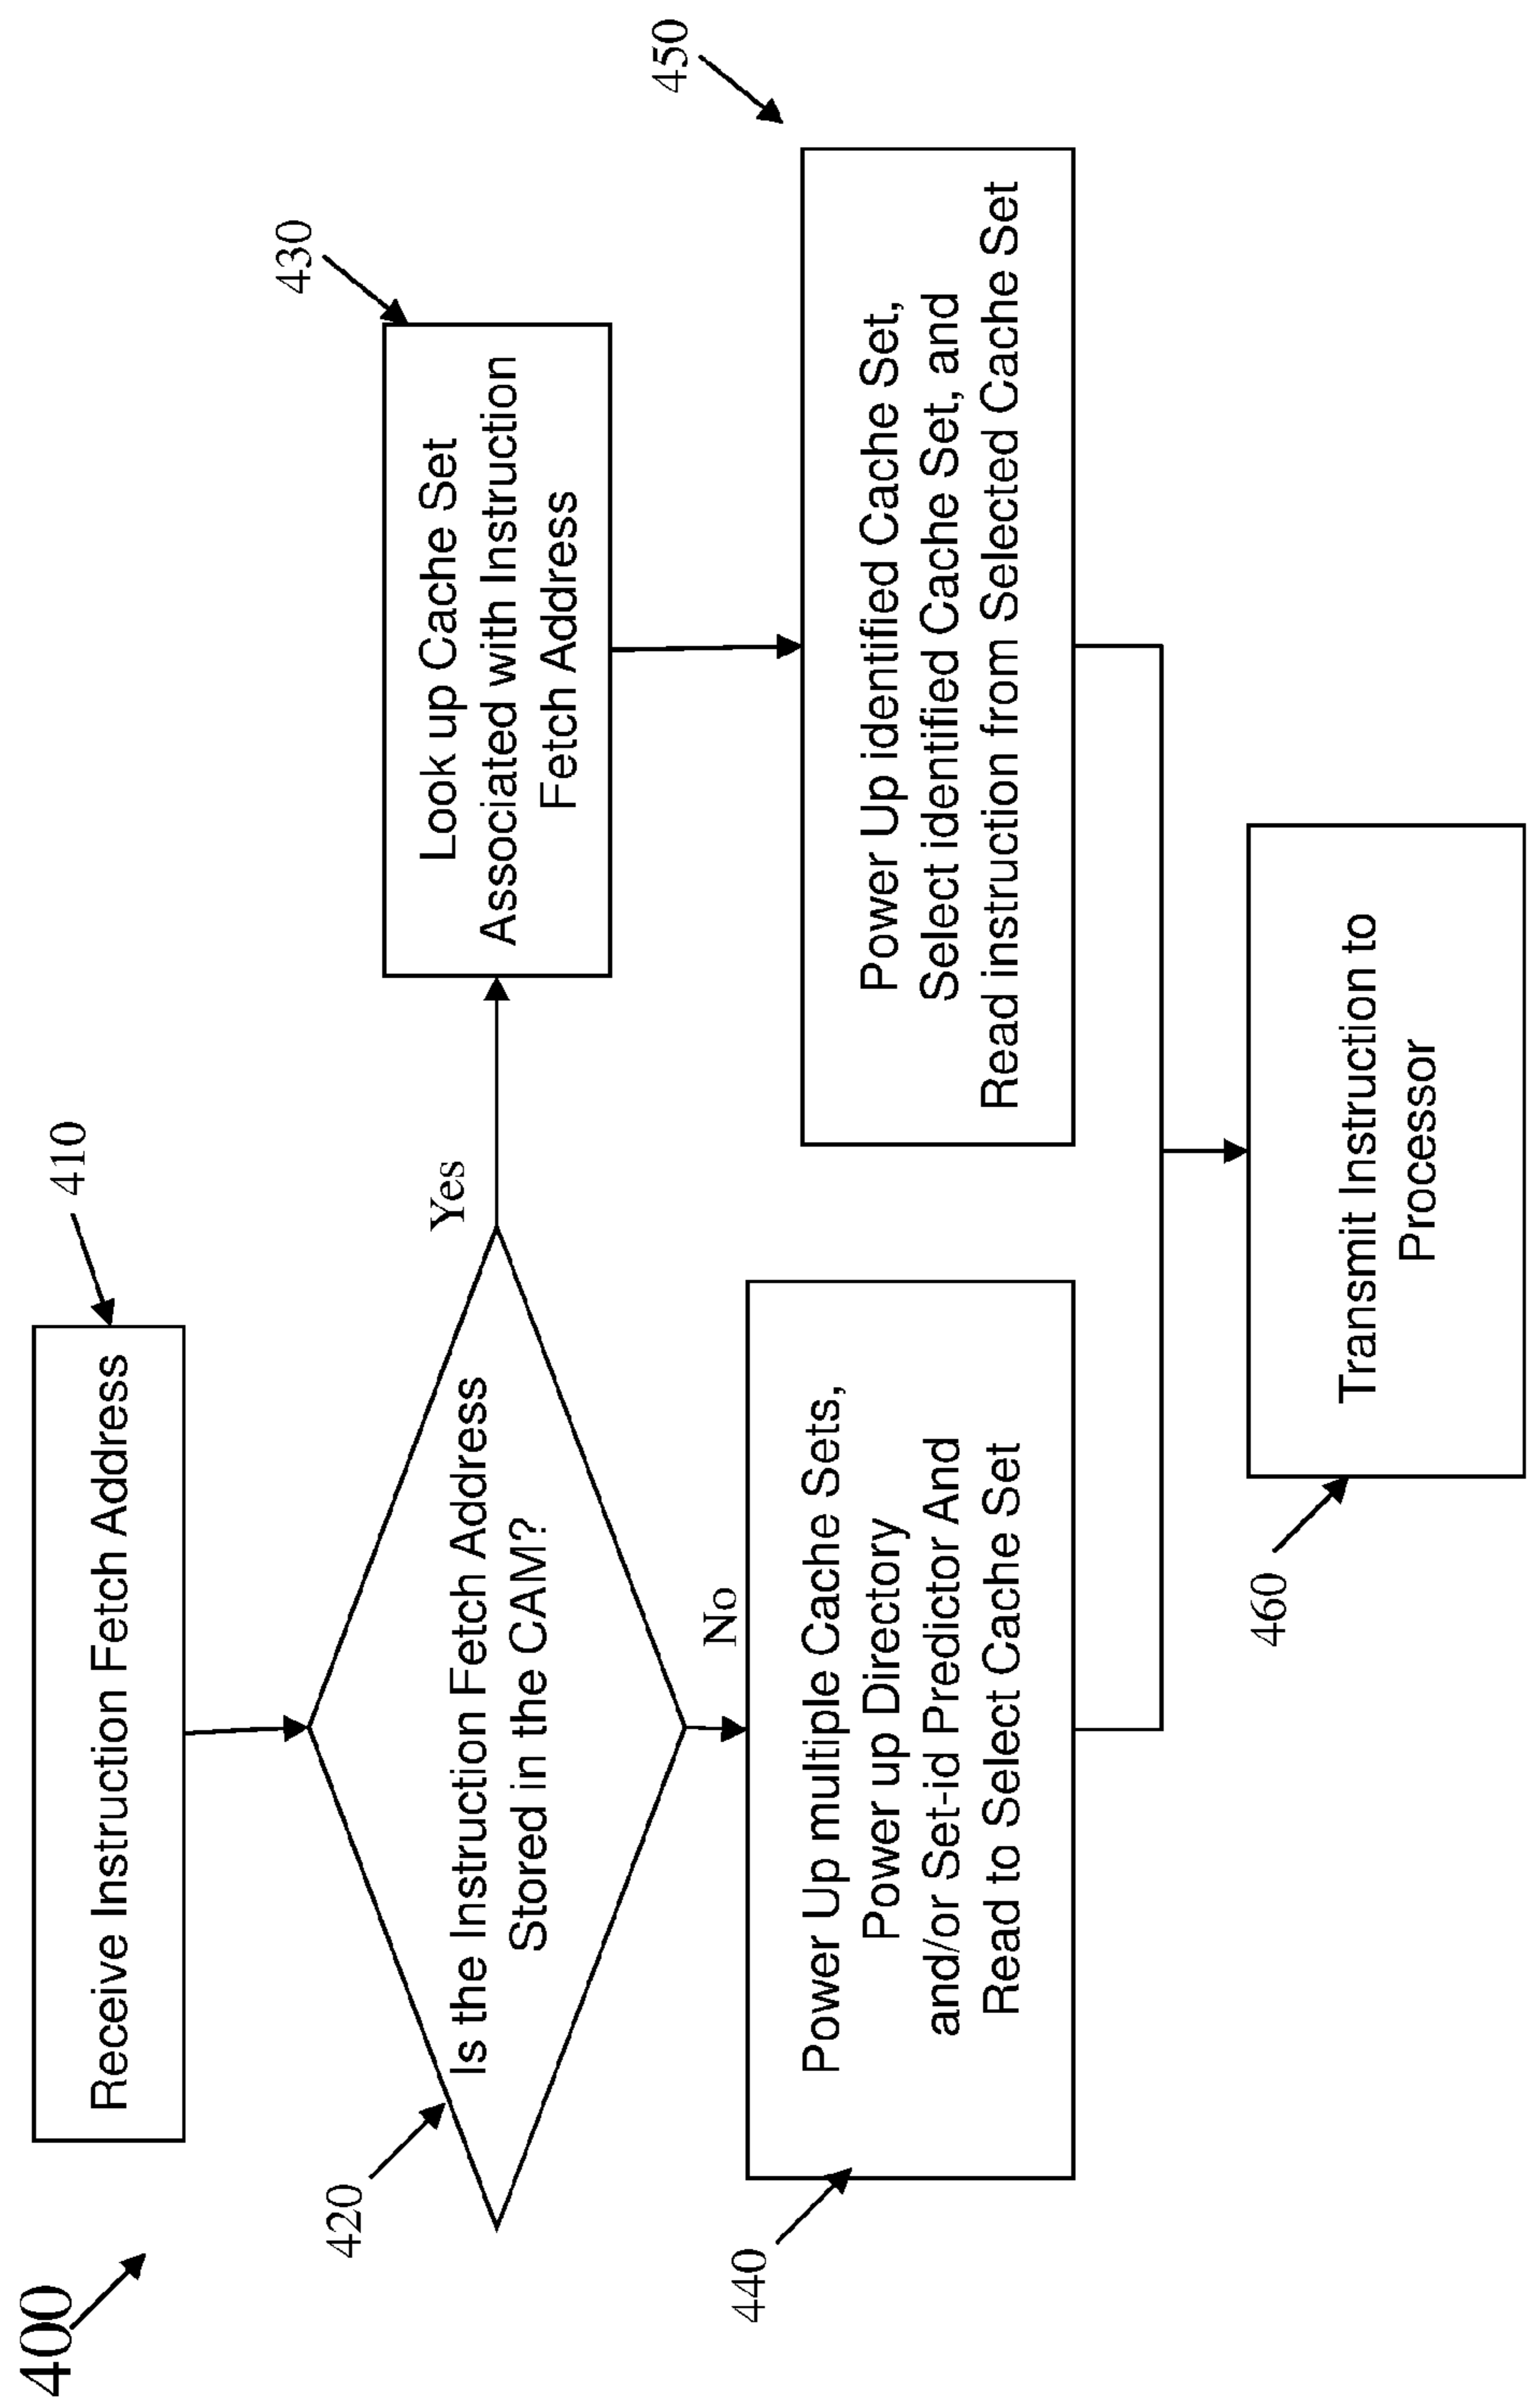 400
410
Receive Instruction Fetch Address
420
Is the Instruction Fetch Address
Stored in the CAM?
Yes
430
Look up Cache Set
Associated with Instruction
Fetch Address
No
440
Power Up multiple Cache Sets,
Power up Directory
and/or Set-id Predictor And
Read to Select Cache Set
450
Power Up identified Cache Set,
Select identified Cache Set, and
Read instruction from Selected Cache Set
460
Transmit Instruction to
Processor